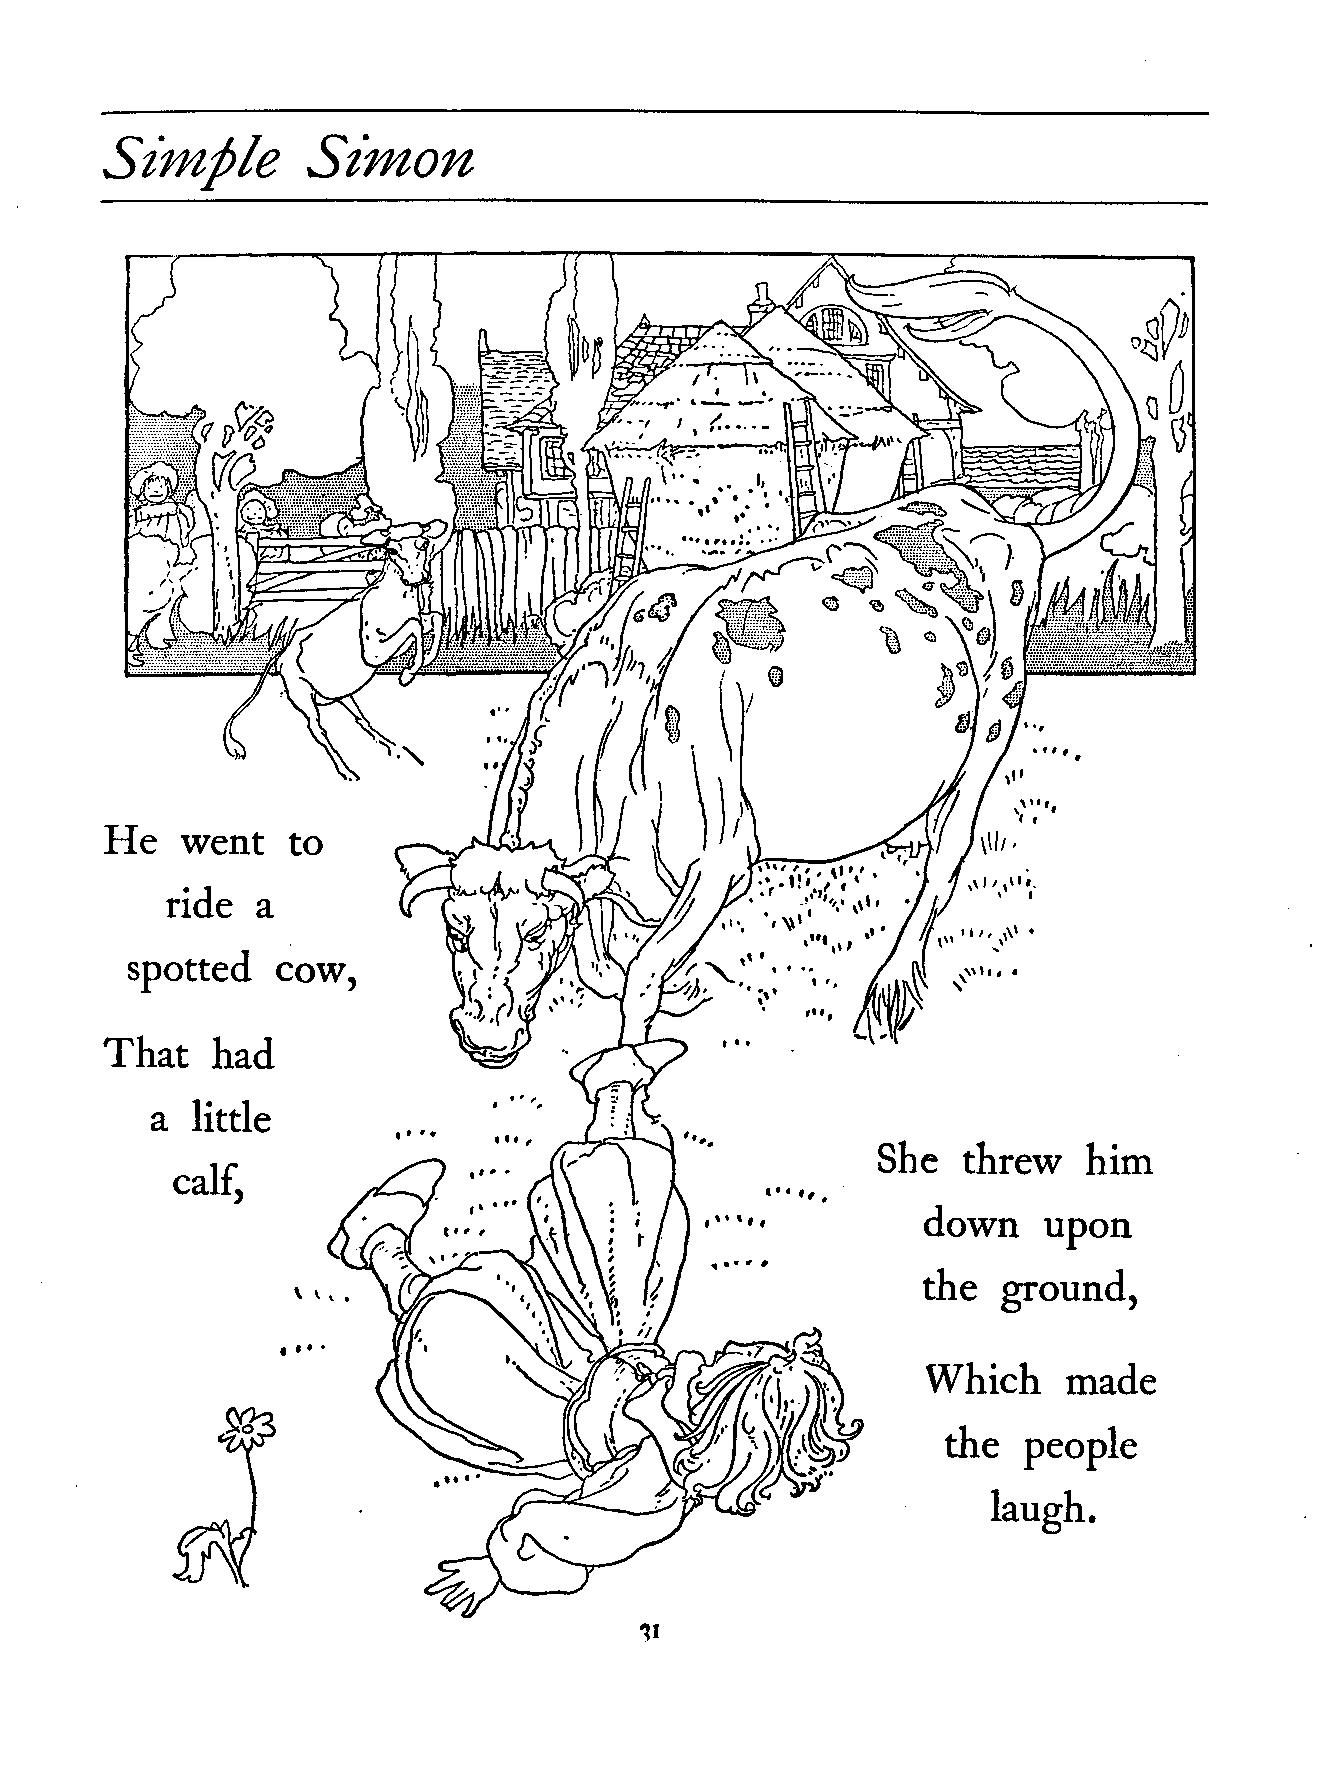 Simple Simon
He went to
ride a
spotted cow,
That had
a little
calf,
She threw him
down upon
the ground,
Which made
the people
laugh.
31